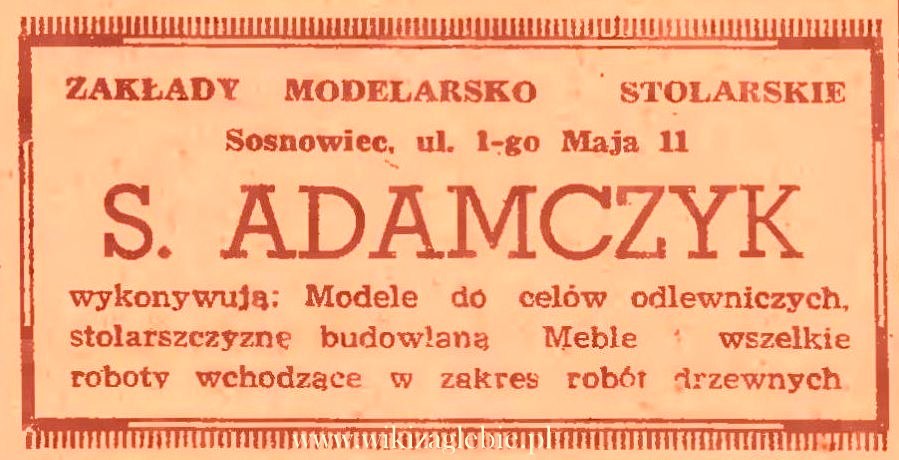 ZAKŁADY MODELARSKO STOLARSKIE
Sosnowiec, ul. 1-go Maja 11
S. ADAMCZYK
wykonywują: Modele do celów odlewniczych,
stolarszczyznę budowlaną Meble wszelkie
roboty wchodzące w zakres robót drzewnych
www.wikizaglebie.pl